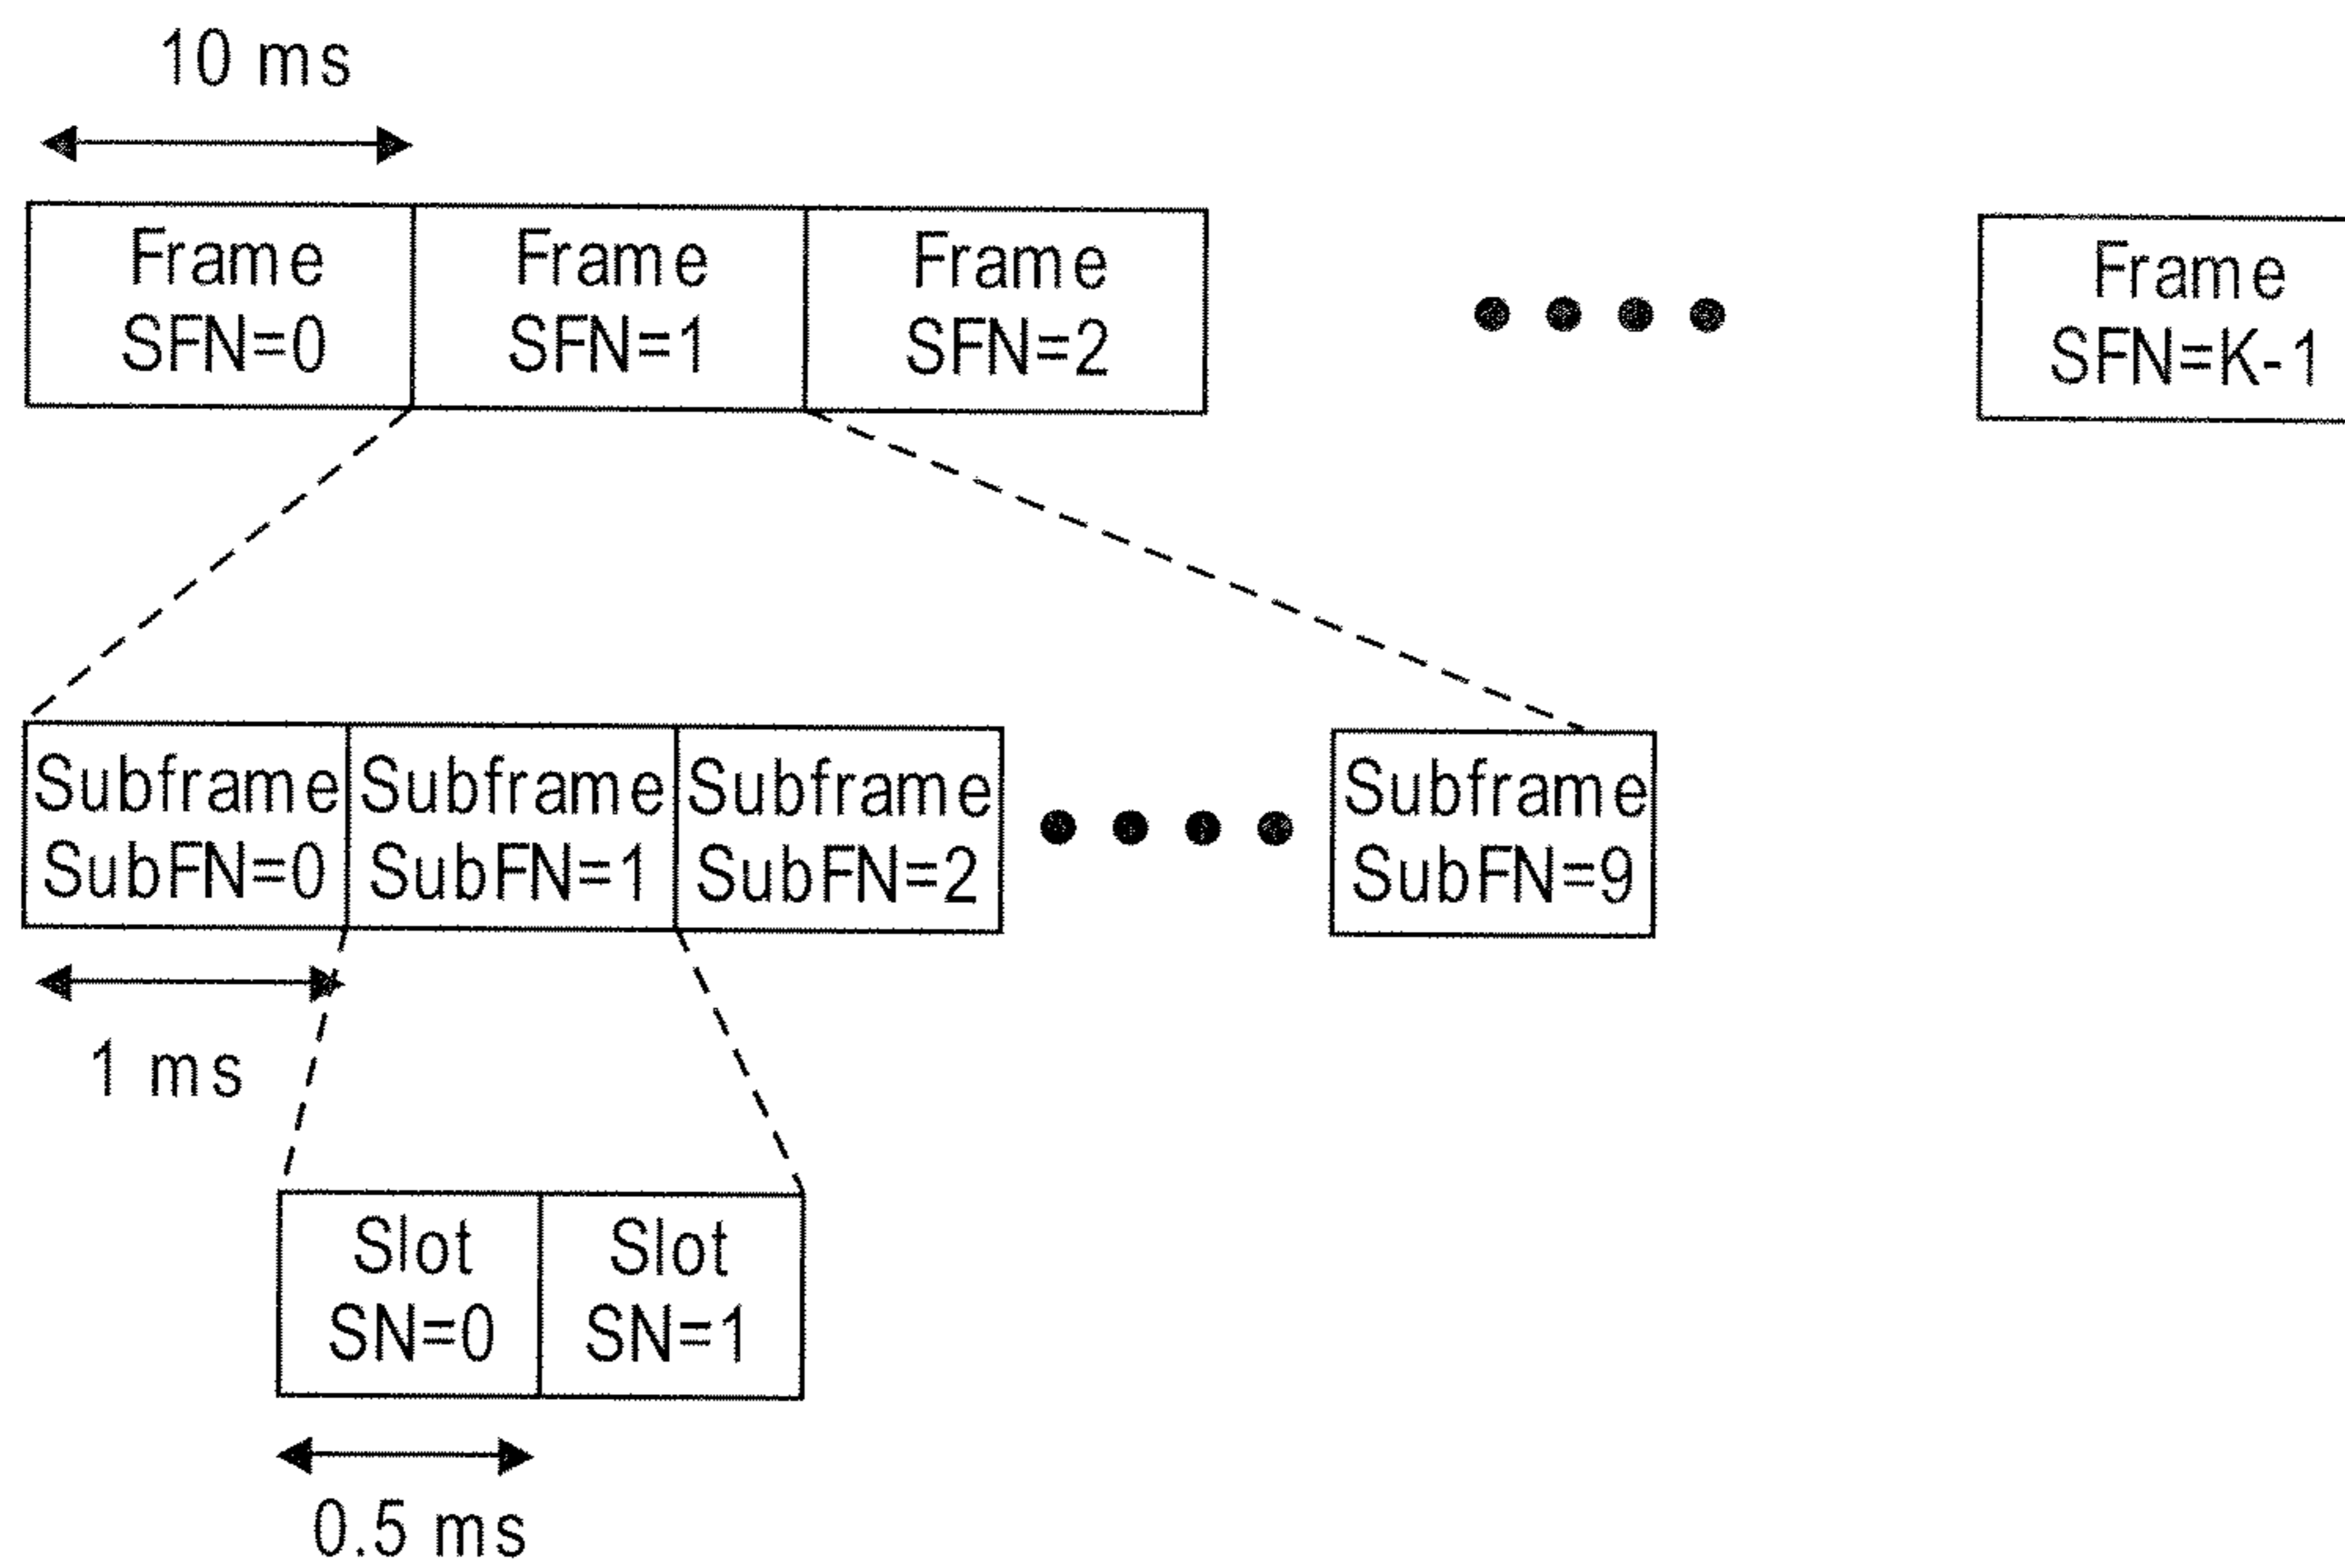 10 ms
Frame
SFN=0
Frame
SFN=1
Frame
SFN=2
Frame
SFN=K-1
Subframe
SubFN=0
Subframe
SubFN=1
Subframe
SubFN=2
Subframe
SubFN=9
1 ms
Slot
SN=0
Slot
SN=1
0.5 ms